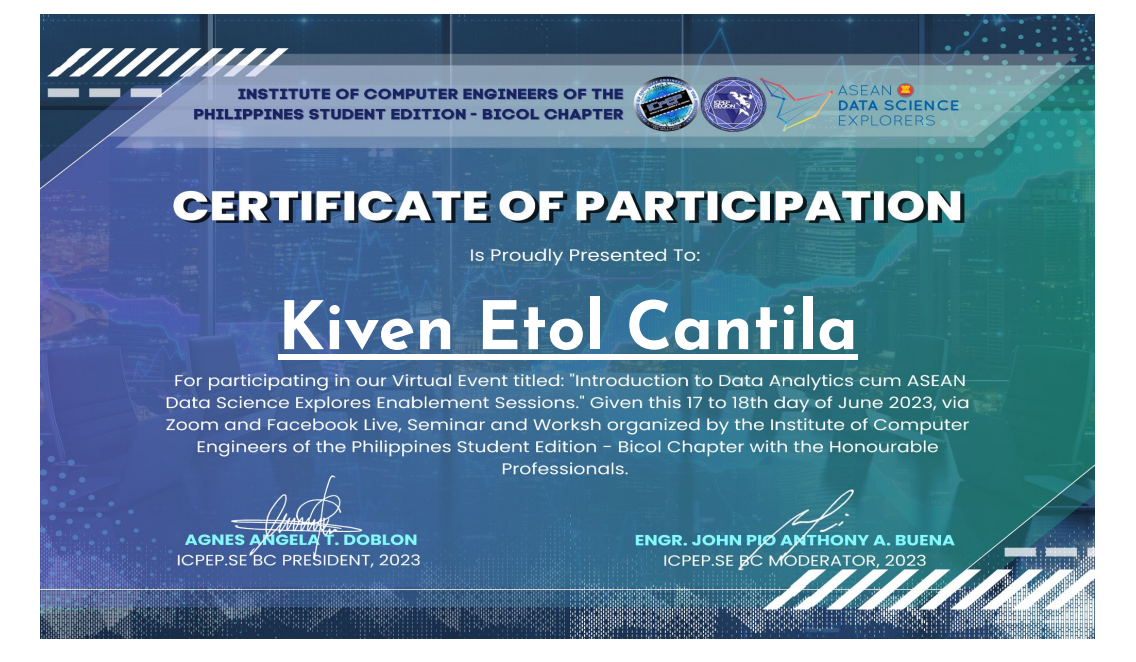 INSTITUTE OF COMPUTER ENGINEERS OF THE
PHILIPPINES STUDENT EDITION - BICOL CHAPTER
ASEAN
DATA SCIENCE
EXPLORERS
CERTIFICATE OF PARTICIPATION
Is Proudly Presented To:
Kiven Etol Cantila
For participating in our Virtual Event titled: "Introduction to Data Analytics cum ASEAN
Data Science Explores Enablement Sessions." Given this 17 to 18th day of June 2023, via
Zoom and Facebook Live, Seminar and Worksh organized by the Institute of Computer
Engineers of the Philippines Student Edition - Bicol Chapter with the Honourable
Professionals.
AGNES ANGELA T. DOBLON
ICPEP.SE BC PRESIDENT, 2023
ENGR. JOHN PIO ANTHONY A. BUENA
ICPEP.SE BC MODERATOR, 2023